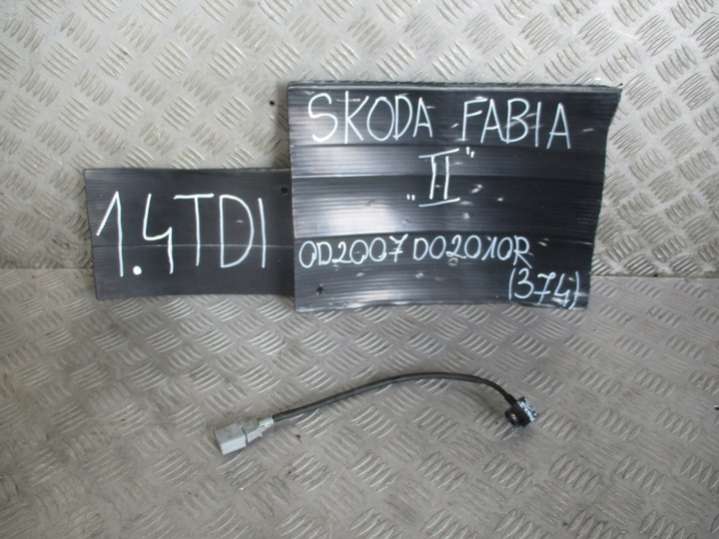 1.4TDI
SKODA FABIA
„II"
OD2007 DO2010R
(374)